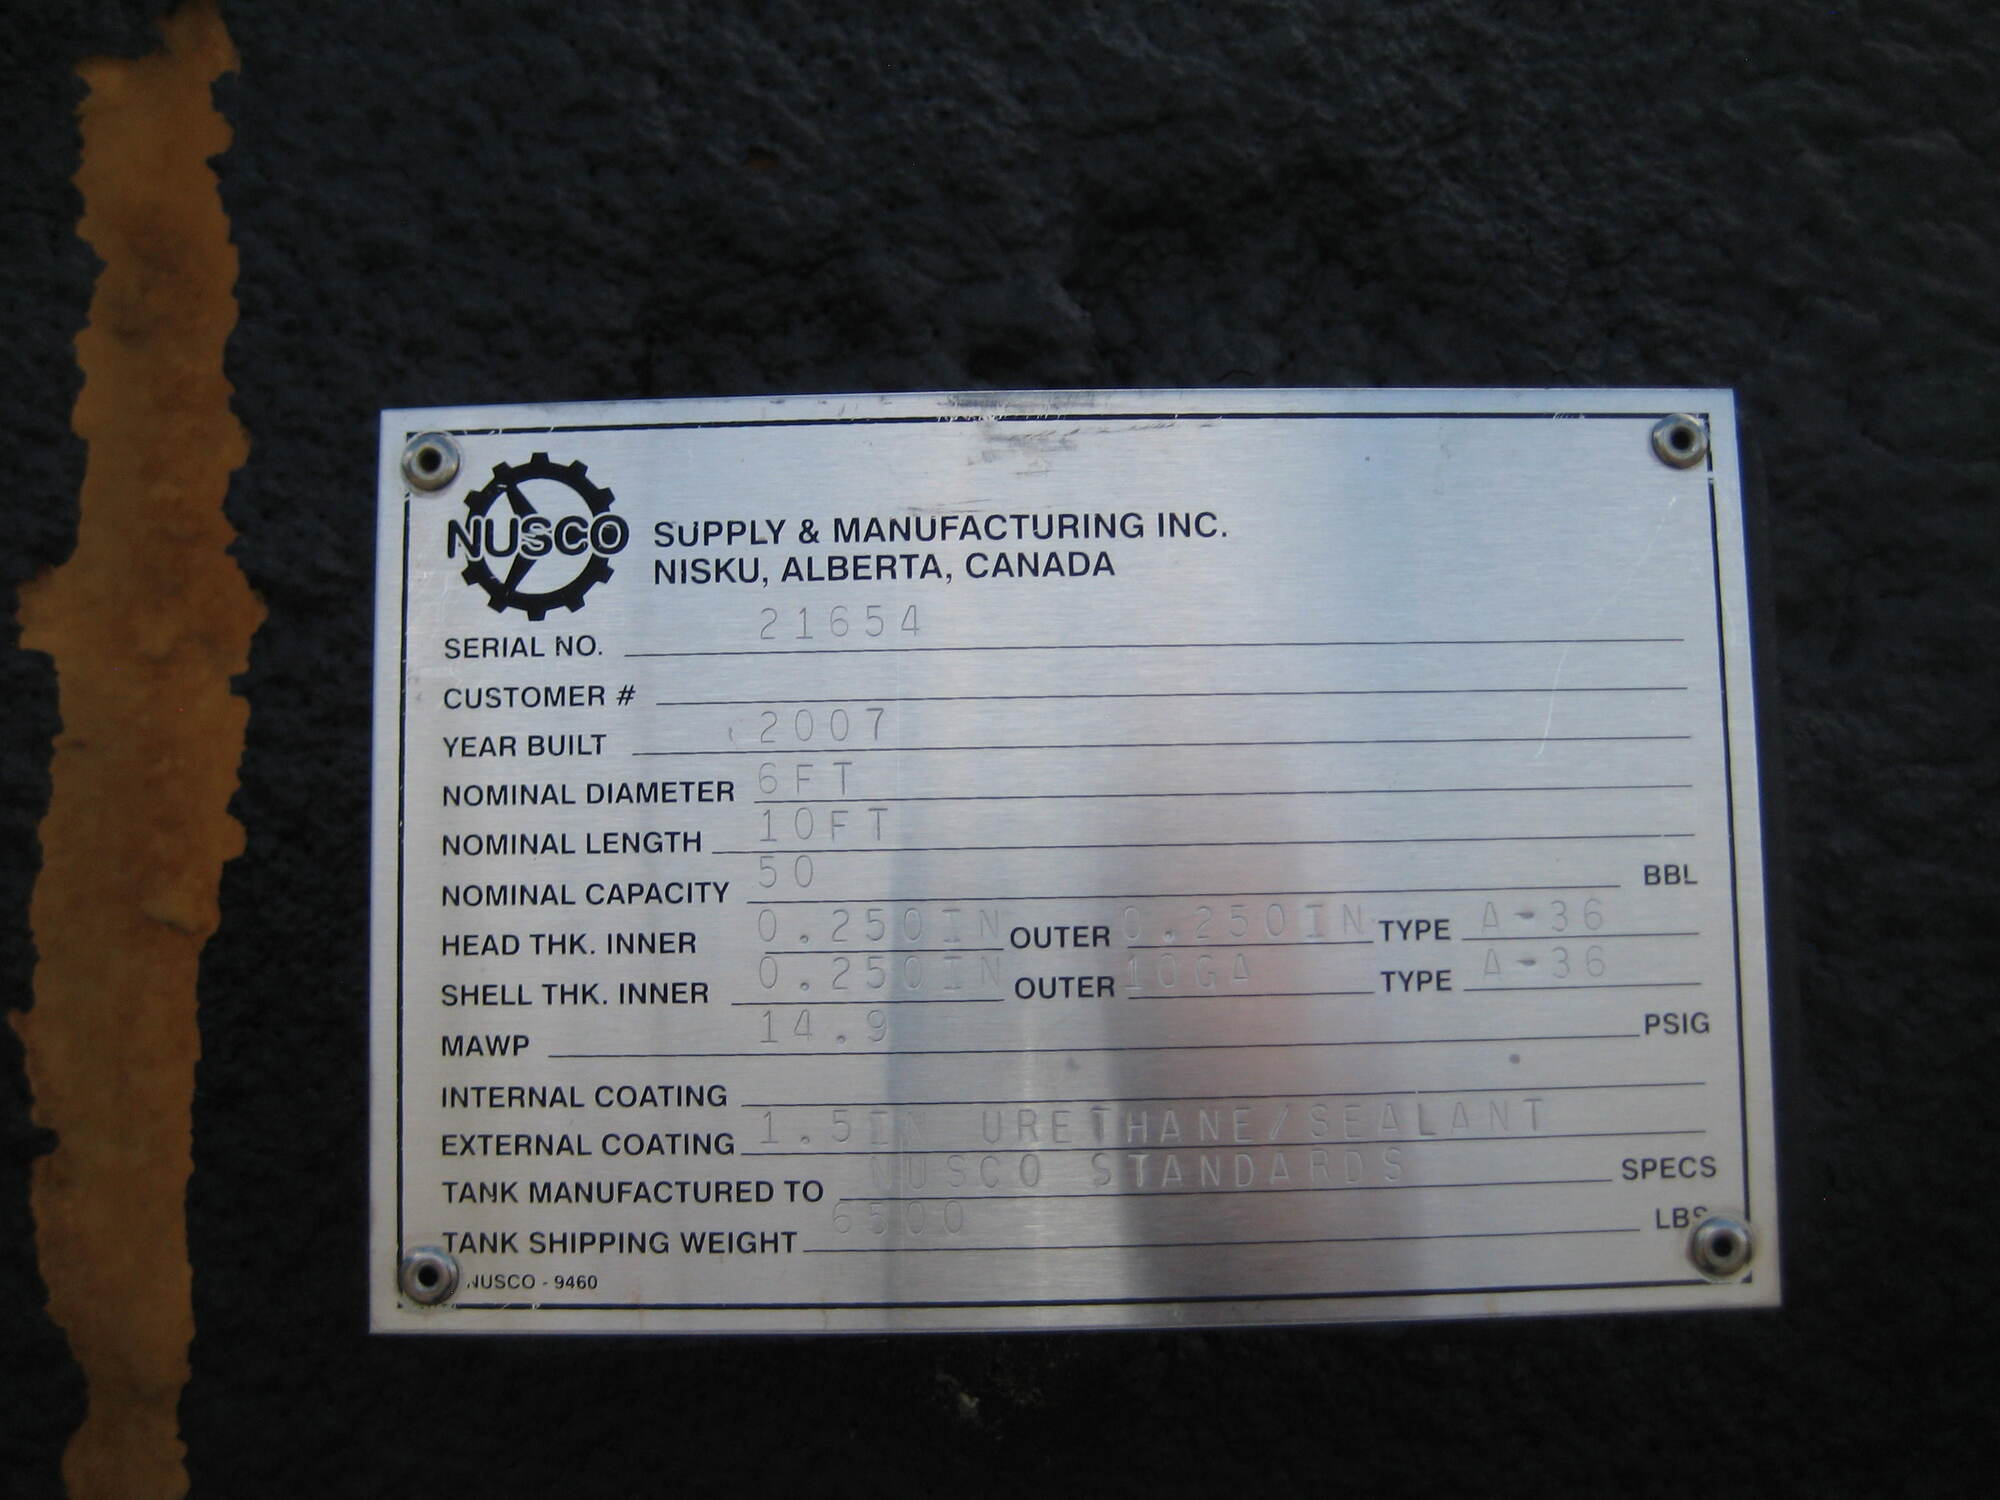 NUSCO SUPPLY & MANUFACTURING INC.
NISKU, ALBERTA, CANADA
SERIAL NO. 21654
CUSTOMER #
YEAR BUILT 2007
NOMINAL DIAMETER 6FT
NOMINAL LENGTH 10FT
NOMINAL CAPACITY 50 BBL
HEAD THK. INNER 0.250IN OUTER 0.250IN TYPE A-36
SHELL THK. INNER 0.250IN OUTER 10GA TYPE A-36
MAWP 14.9 PSIG
INTERNAL COATING
EXTERNAL COATING 1.5IN URETHANE/SEALANT
TANK MANUFACTURED TO NUSCO STANDARDS SPECS
TANK SHIPPING WEIGHT 6500 LBS
NUSCO - 9460